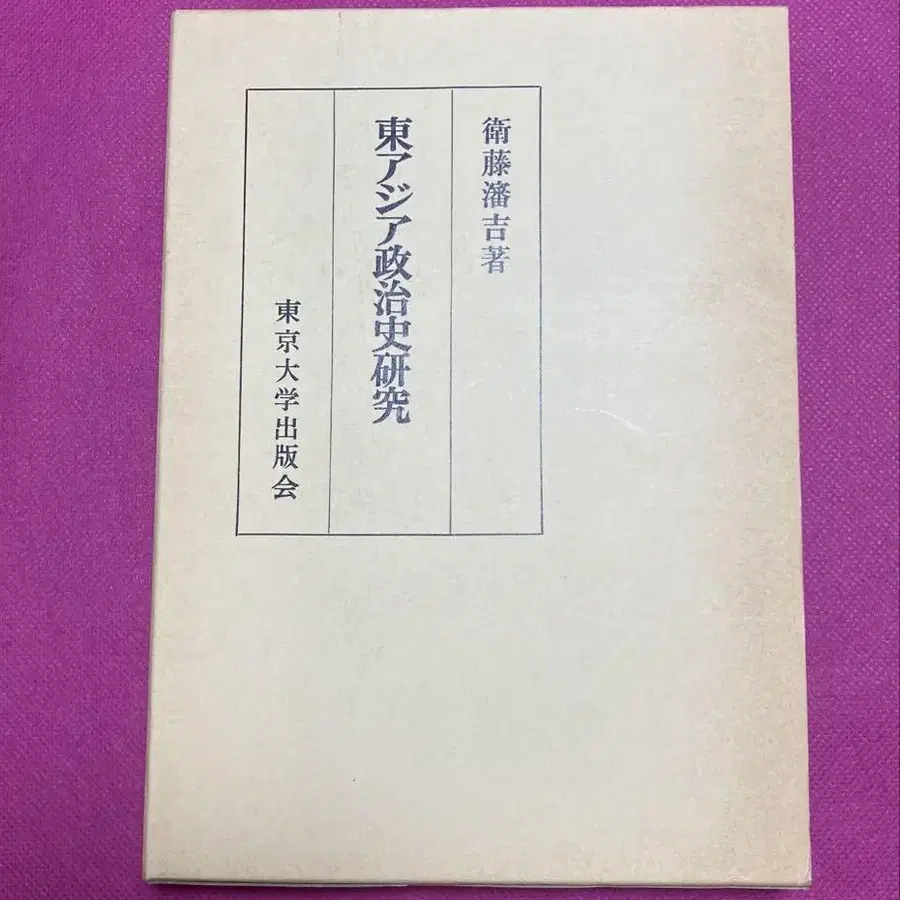 衛藤瀋吉著
東アジア政治史研究
東京大学出版会